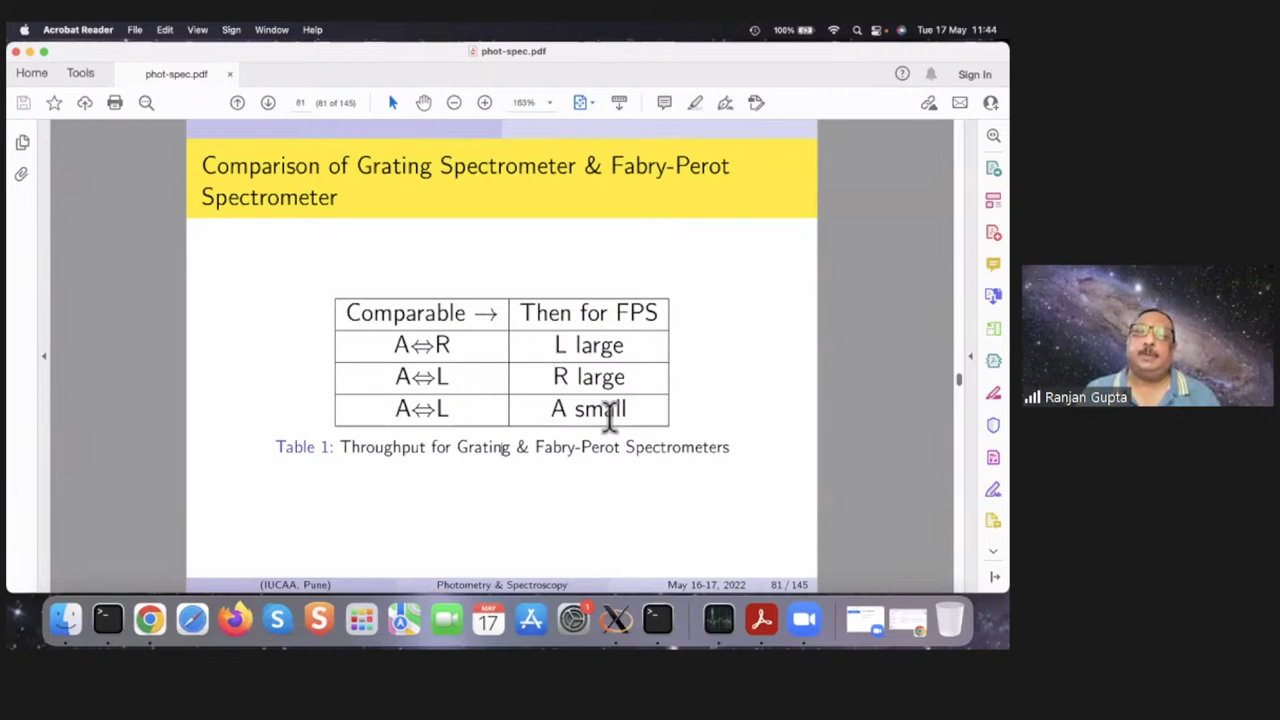 Acrobat Reader File Edit View Sign Window Help 100% Tue 17 May 11:44
phot-spec.pdf
Home Tools phot-spec.pdf × Sign In
81 (81 of 145) 163%
Comparison of Grating Spectrometer & Fabry-Perot
Spectrometer
Comparable → Then for FPS
A⇔R L large
A⇔L R large
A⇔L A small
Table 1: Throughput for Grating & Fabry-Perot Spectrometers
(IUCAA, Pune) Photometry & Spectroscopy May 16-17, 2022 81 / 145
Ranjan Gupta
MAY
17
1